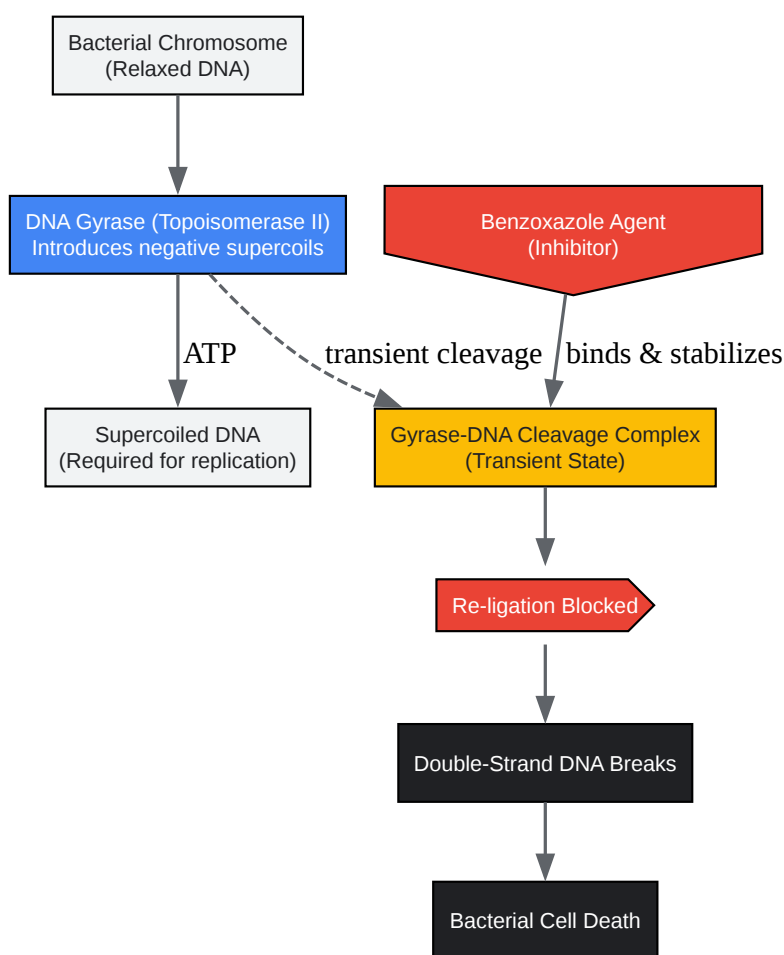 Bacterial Chromosome
(Relaxed DNA)
DNA Gyrase (Topoisomerase II)
Introduces negative supercoils
Benzoxazole Agent
(Inhibitor)
ATP
transient cleavage
binds & stabilizes
Supercoiled DNA
(Required for replication)
Gyrase-DNA Cleavage Complex
(Transient State)
Re-ligation Blocked
Double-Strand DNA Breaks
Bacterial Cell Death